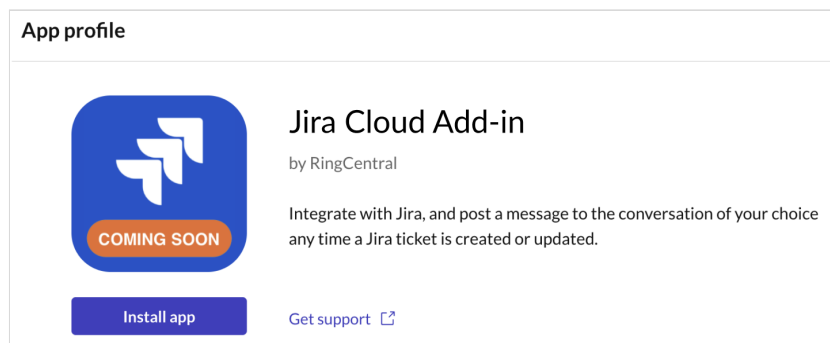 App profile
Jira Cloud Add-in
by RingCentral
Integrate with Jira, and post a message to the conversation of your choice
any time a Jira ticket is created or updated.
COMING SOON
Install app
Get support